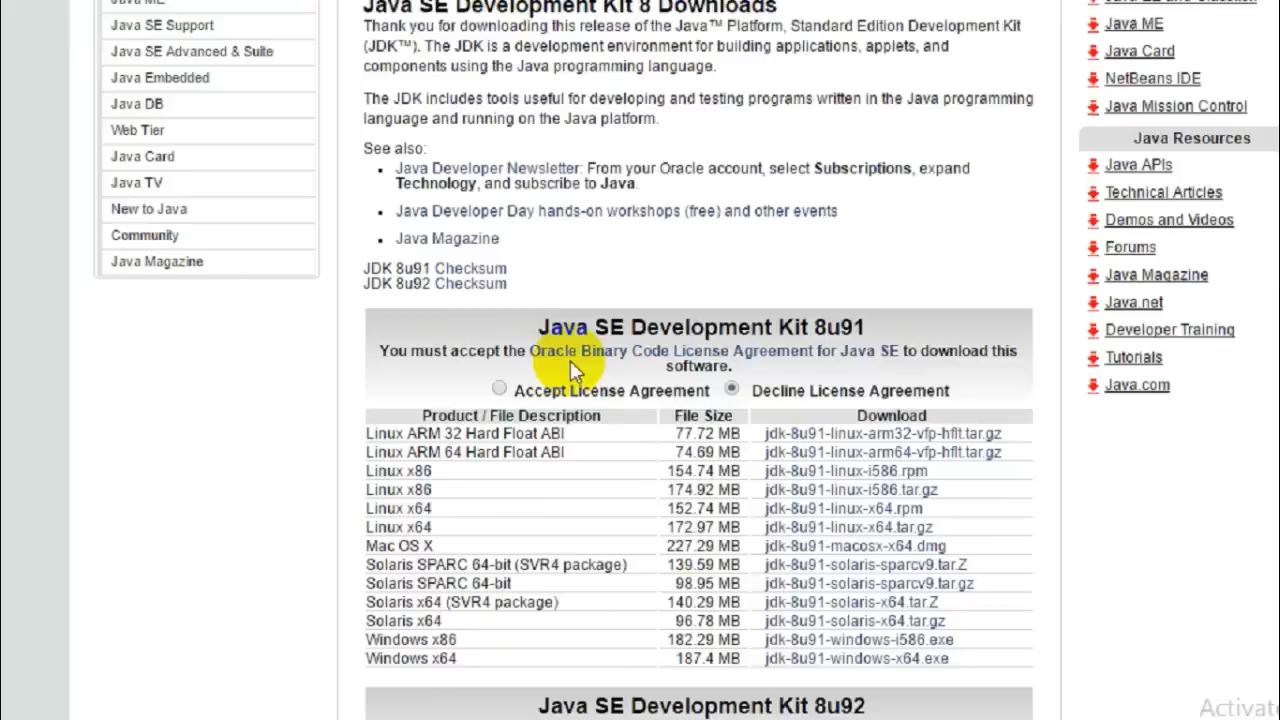 Java ME
Java SE Support
Java SE Advanced & Suite
Java Embedded
Java DB
Web Tier
Java Card
Java TV
New to Java
Community
Java Magazine
Java SE Development Kit 8 Downloads
Thank you for downloading this release of the Java™ Platform, Standard Edition Development Kit
(JDK™). The JDK is a development environment for building applications, applets, and
components using the Java programming language.
The JDK includes tools useful for developing and testing programs written in the Java programming
language and running on the Java platform.
See also:
Java Developer Newsletter: From your Oracle account, select Subscriptions, expand
Technology, and subscribe to Java.
Java Developer Day hands-on workshops (free) and other events
Java Magazine
JDK 8u91 Checksum
JDK 8u92 Checksum
Java SE Development Kit 8u91
You must accept the Oracle Binary Code License Agreement for Java SE to download this
software.
Accept License Agreement Decline License Agreement
Product / File Description File Size Download
Linux ARM 32 Hard Float ABI 77.72 MB jdk-8u91-linux-arm32-vfp-hflt.tar.gz
Linux ARM 64 Hard Float ABI 74.69 MB jdk-8u91-linux-arm64-vfp-hflt.tar.gz
Linux x86 154.74 MB jdk-8u91-linux-i586.rpm
Linux x86 174.92 MB jdk-8u91-linux-i586.tar.gz
Linux x64 152.74 MB jdk-8u91-linux-x64.rpm
Linux x64 172.97 MB jdk-8u91-linux-x64.tar.gz
Mac OS X 227.29 MB jdk-8u91-macosx-x64.dmg
Solaris SPARC 64-bit (SVR4 package) 139.59 MB jdk-8u91-solaris-sparcv9.tar.Z
Solaris SPARC 64-bit 98.95 MB jdk-8u91-solaris-sparcv9.tar.gz
Solaris x64 (SVR4 package) 140.29 MB jdk-8u91-solaris-x64.tar.Z
Solaris x64 96.78 MB jdk-8u91-solaris-x64.tar.gz
Windows x86 182.29 MB jdk-8u91-windows-i586.exe
Windows x64 187.4 MB jdk-8u91-windows-x64.exe
Java SE Development Kit 8u92
Java ME
Java Card
NetBeans IDE
Java Mission Control
Java Resources
Java APIs
Technical Articles
Demos and Videos
Forums
Java Magazine
Java.net
Developer Training
Tutorials
Java.com
Activat